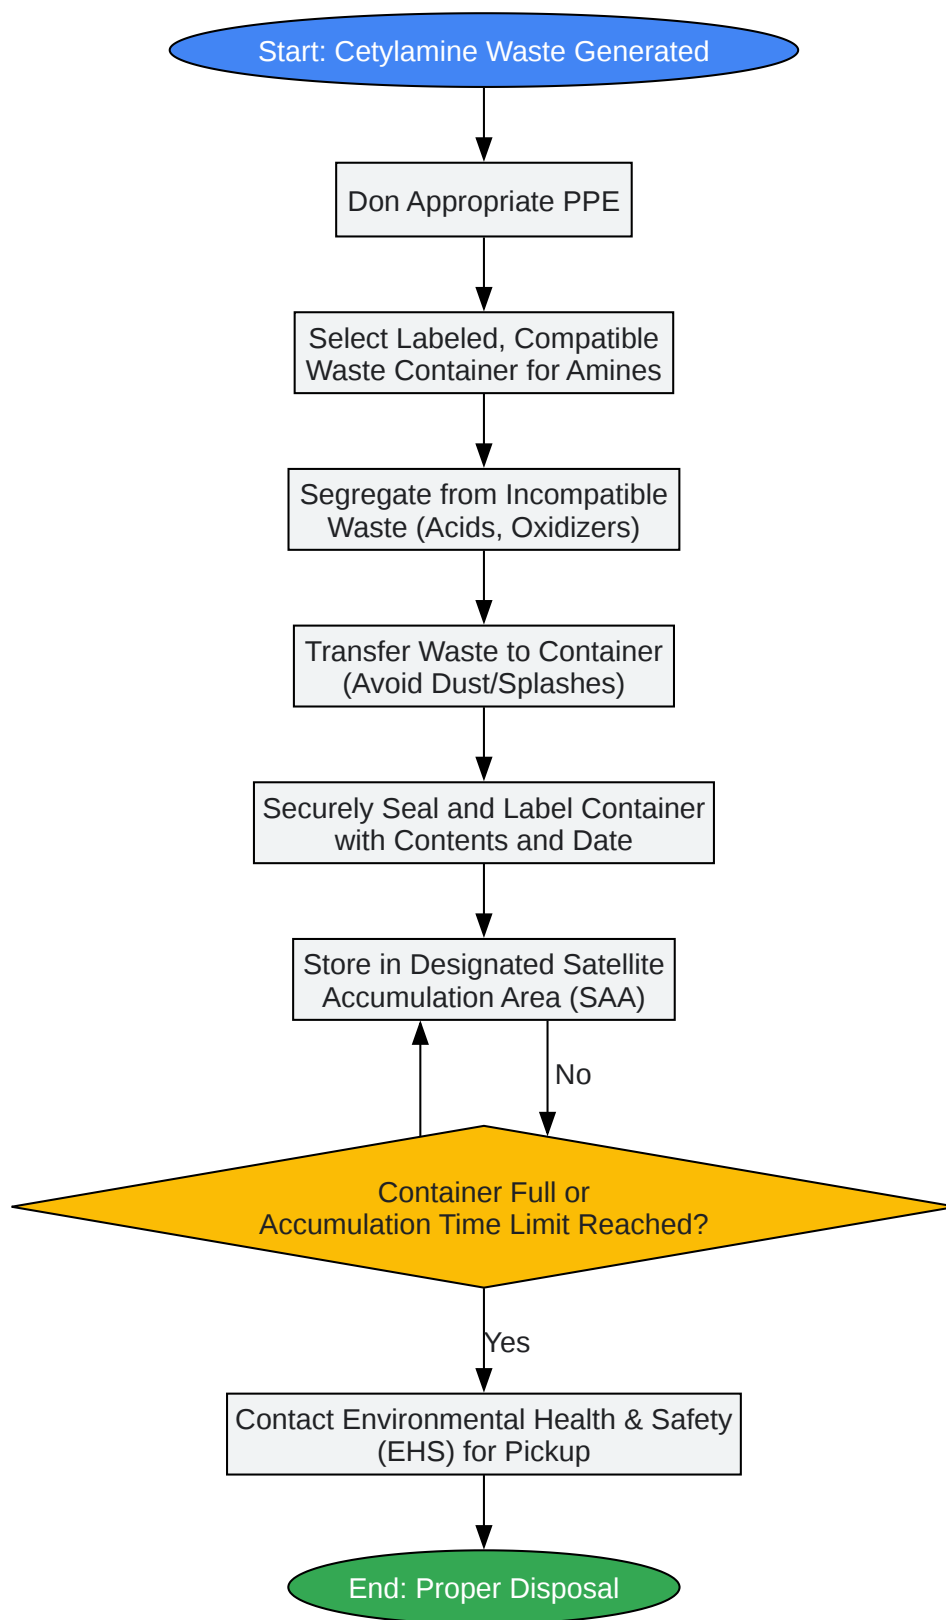 Start: Cetylamine Waste Generated
Don Appropriate PPE
Select Labeled, Compatible
Waste Container for Amines
Segregate from Incompatible
Waste (Acids, Oxidizers)
Transfer Waste to Container
(Avoid Dust/Splashes)
Securely Seal and Label Container
with Contents and Date
Store in Designated Satellite
Accumulation Area (SAA)
No
Container Full or
Accumulation Time Limit Reached?
Yes
Contact Environmental Health & Safety
(EHS) for Pickup
End: Proper Disposal